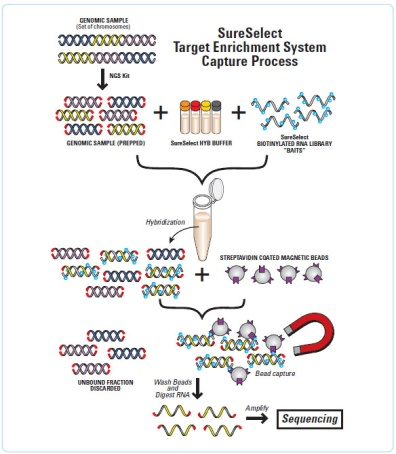 SureSelect
Target Enrichment System
Capture Process
GENOMIC SAMPLE
(Set of chromosomes)
NGS Kit
GENOMIC SAMPLE (PREPPED)
SureSelect HYB BUFFER
SureSelect
BIOTINYLATED RNA LIBRARY
"BAITS"
Hybridization
STREPTAVIDIN COATED MAGNETIC BEADS
UNBOUND FRACTION
DISCARDED
Bead capture
Wash Beads
and
Digest RNA
Amplify
Sequencing